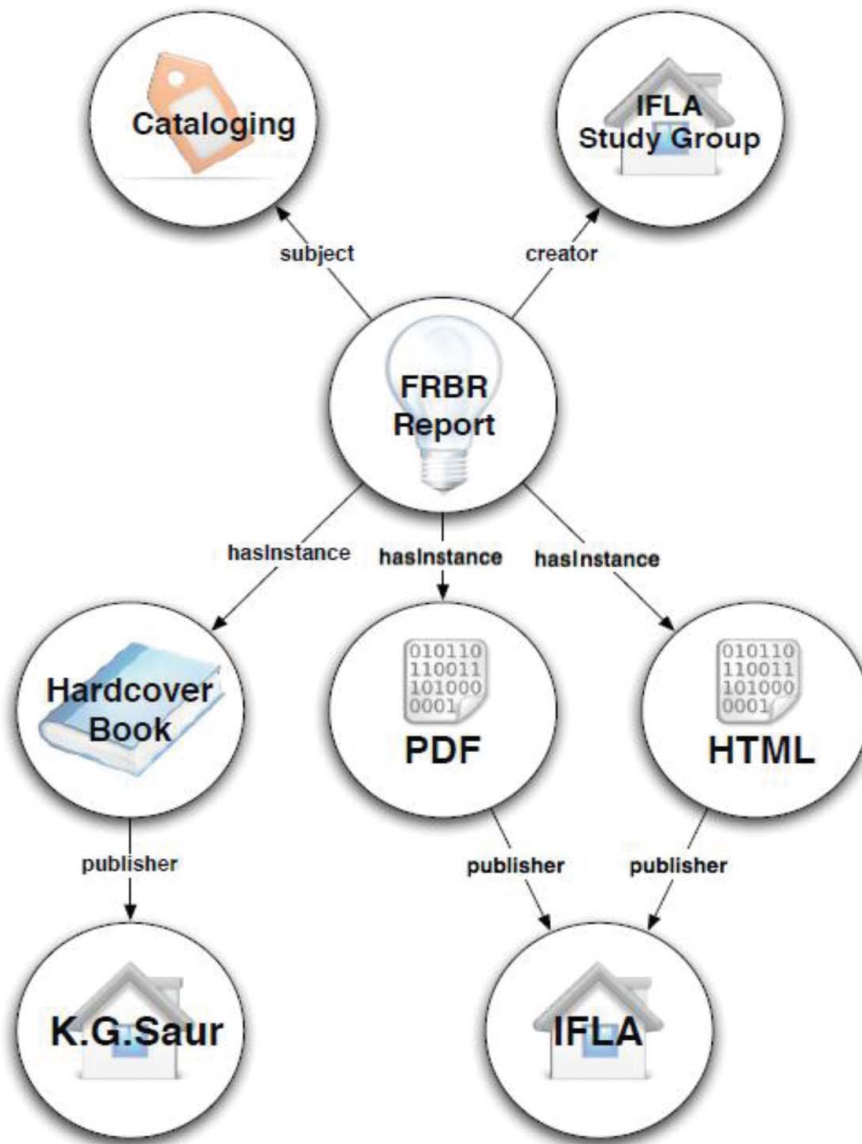 Cataloging
IFLA
Study Group
subject
creator
FRBR
Report
hasInstance
hasInstance
hasInstance
Hardcover
Book
010110
110011
101000
0001
PDF
010110
110011
101000
0001
HTML
publisher
publisher
publisher
K.G.Saur
IFLA